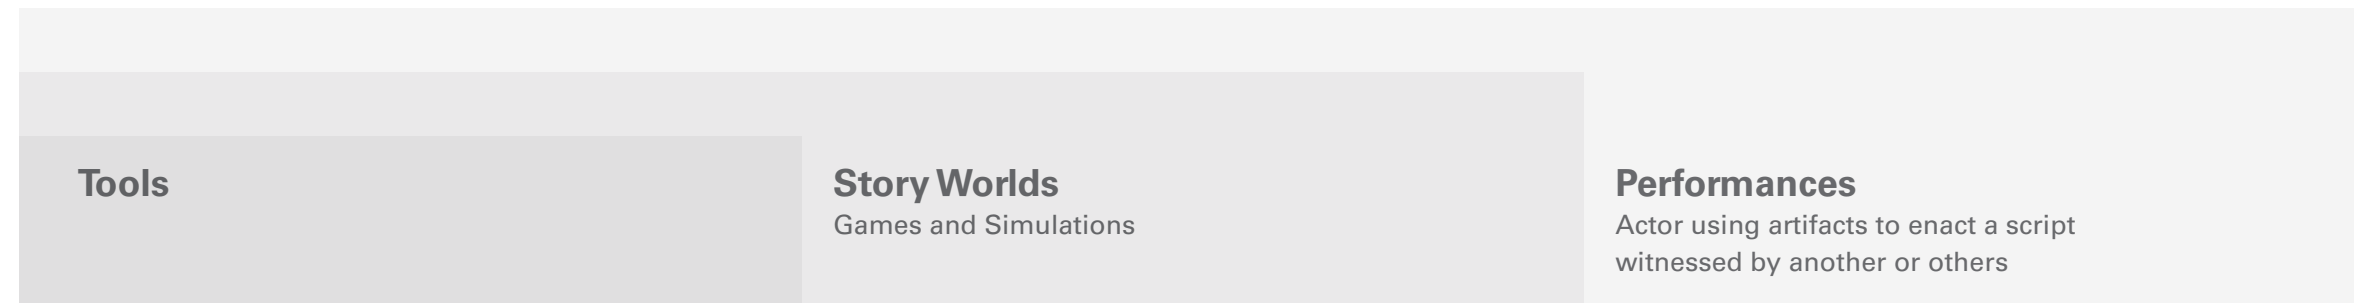 Tools
Story Worlds
Games and Simulations
Performances
Actor using artifacts to enact a script
witnessed by another or others